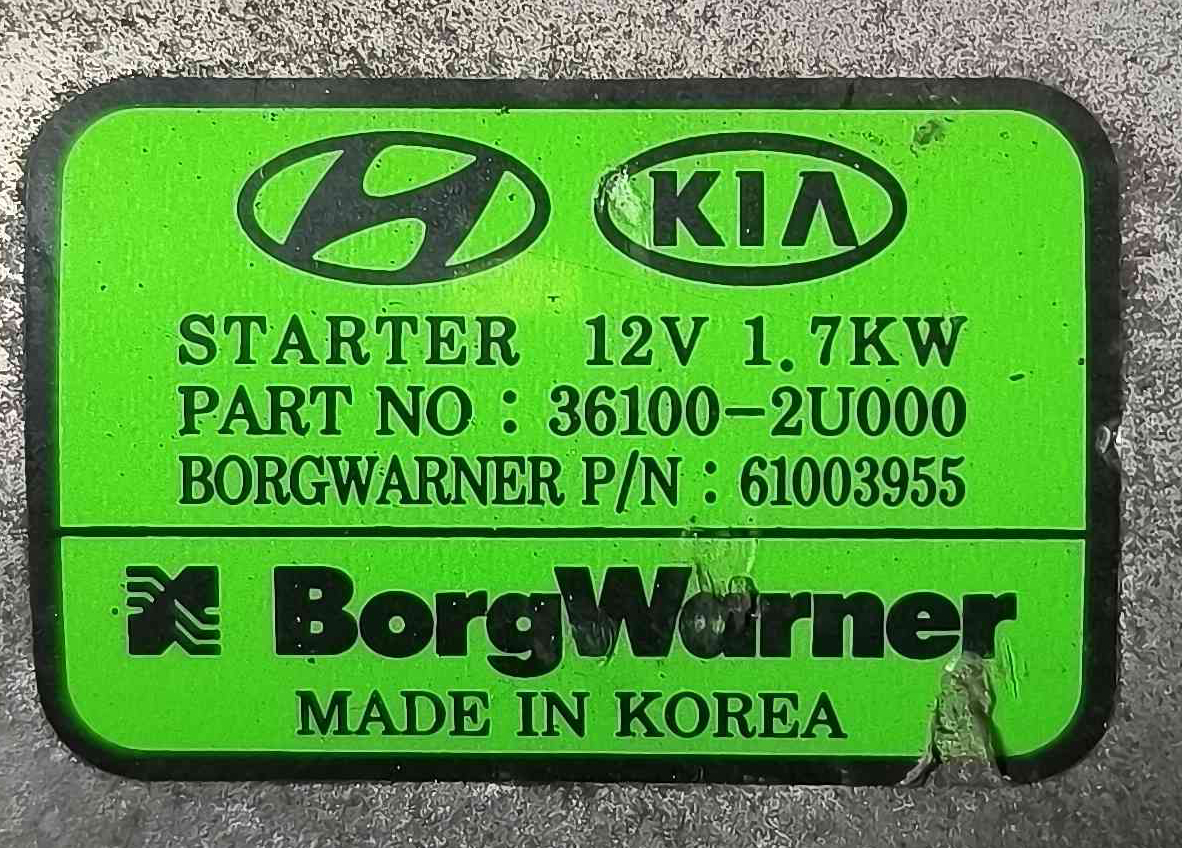 KIA
STARTER 12V 1.7KW
PART NO : 36100-2U000
BORGWARNER P/N : 61003955
BorgWarner
MADE IN KOREA